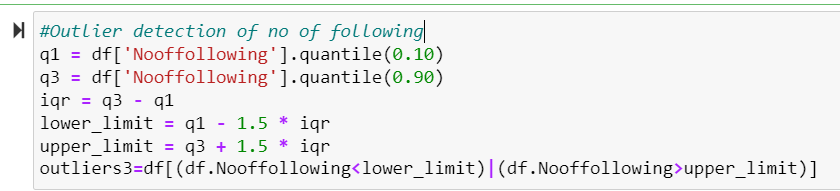 #Outlier detection of no of following
q1 = df['Nooffollowing'].quantile(0.10)
q3 = df['Nooffollowing'].quantile(0.90)
iqr = q3 - q1
lower_limit = q1 - 1.5 * iqr
upper_limit = q3 + 1.5 * iqr
outliers3=df[(df.Nooffollowing<lower_limit)|(df.Nooffollowing>upper_limit)]